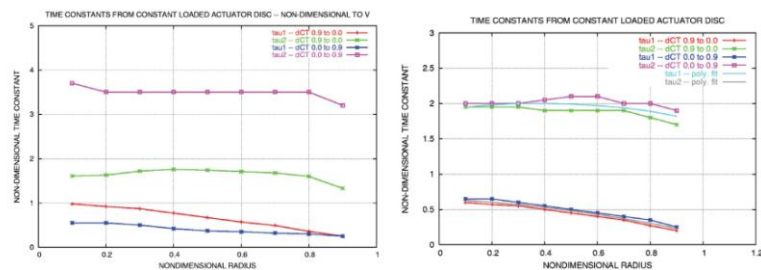 TIME CONSTANTS FROM CONSTANT LOADED ACTUATOR DISC -- NON-DIMENSIONAL TO V
tau1 -- dCT 0.9 to 0.0
tau2 -- dCT 0.9 to 0.0
tau1 -- dCT 0.0 to 0.9
tau2 -- dCT 0.0 to 0.9
NON-DIMENSIONAL TIME CONSTANT
5
4
3
2
1
0
0
0.2
0.4
0.6
0.8
1
NONDIMENSIONAL RADIUS
TIME CONSTANTS FROM CONSTANT LOADED ACTUATOR DISC
tau1 -- dCT 0.9 to 0.0
tau2 -- dCT 0.9 to 0.0
tau1 -- dCT 0.0 to 0.9
tau2 -- dCT 0.0 to 0.9
tau1 -- poly. fit
tau2 -- poly. fit
NON-DIMENSIONAL TIME CONSTANT
3
2.5
2
1.5
1
0.5
0
0
0.2
0.4
0.6
0.8
1
1.2
NONDIMENSIONAL RADIUS